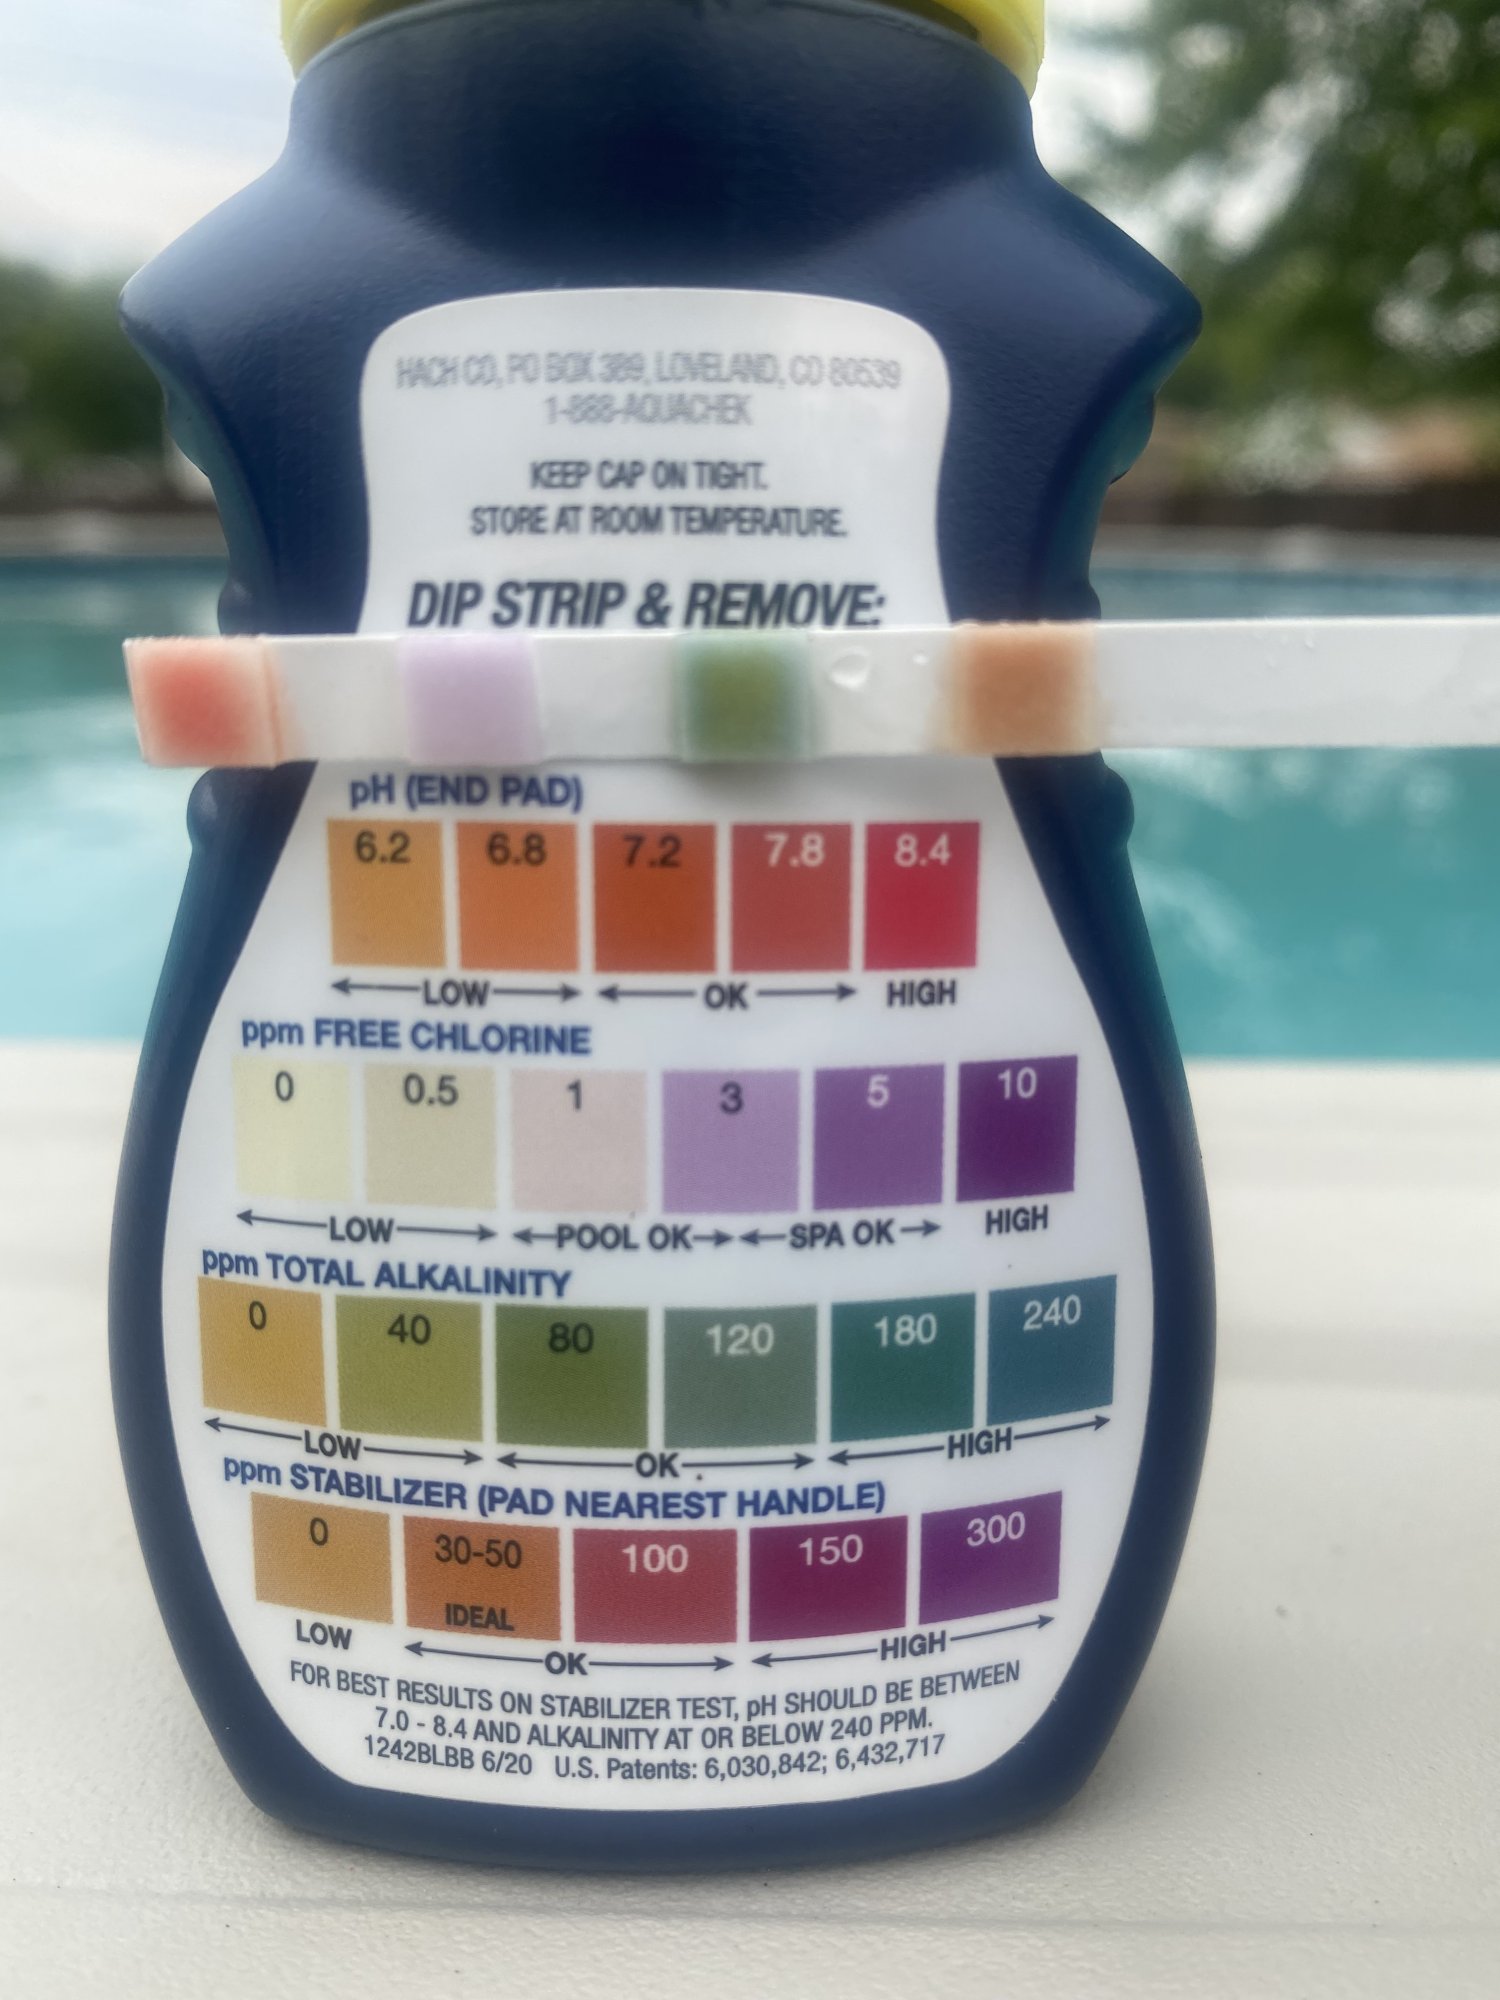 HACH CO, PO BOX 389, LOVELAND, CO 80539
1-888-AQUACHEK
KEEP CAP ON TIGHT.
STORE AT ROOM TEMPERATURE.
DIP STRIP & REMOVE:
pH (END PAD)
6.2 6.8 7.2 7.8 8.4
LOW OK HIGH
ppm FREE CHLORINE
0 0.5 1 3 5 10
LOW POOL OK SPA OK HIGH
ppm TOTAL ALKALINITY
0 40 80 120 180 240
LOW OK HIGH
ppm STABILIZER (PAD NEAREST HANDLE)
0 30-50 100 150 300
IDEAL
LOW OK HIGH
FOR BEST RESULTS ON STABILIZER TEST, pH SHOULD BE BETWEEN
7.0 - 8.4 AND ALKALINITY AT OR BELOW 240 PPM.
1242BLBB 6/20 U.S. Patents: 6,030,842; 6,432,717